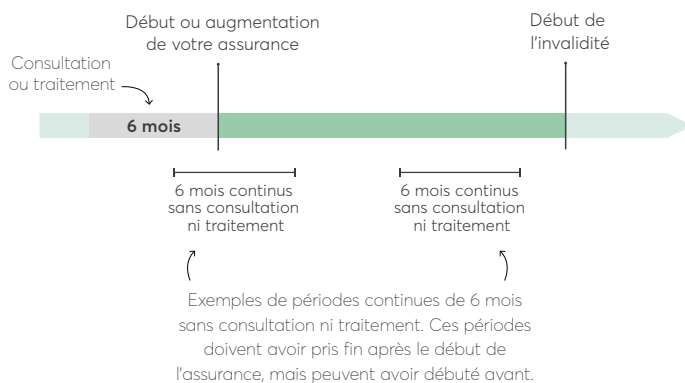 Début ou augmentation
de votre assurance
Début de
l'invalidité
Consultation
ou traitement
6 mois
6 mois continus
sans consultation
ni traitement
6 mois continus
sans consultation
ni traitement
Exemples de périodes continues de 6 mois
sans consultation ni traitement. Ces périodes
doivent avoir pris fin après le début de
l'assurance, mais peuvent avoir débuté avant.